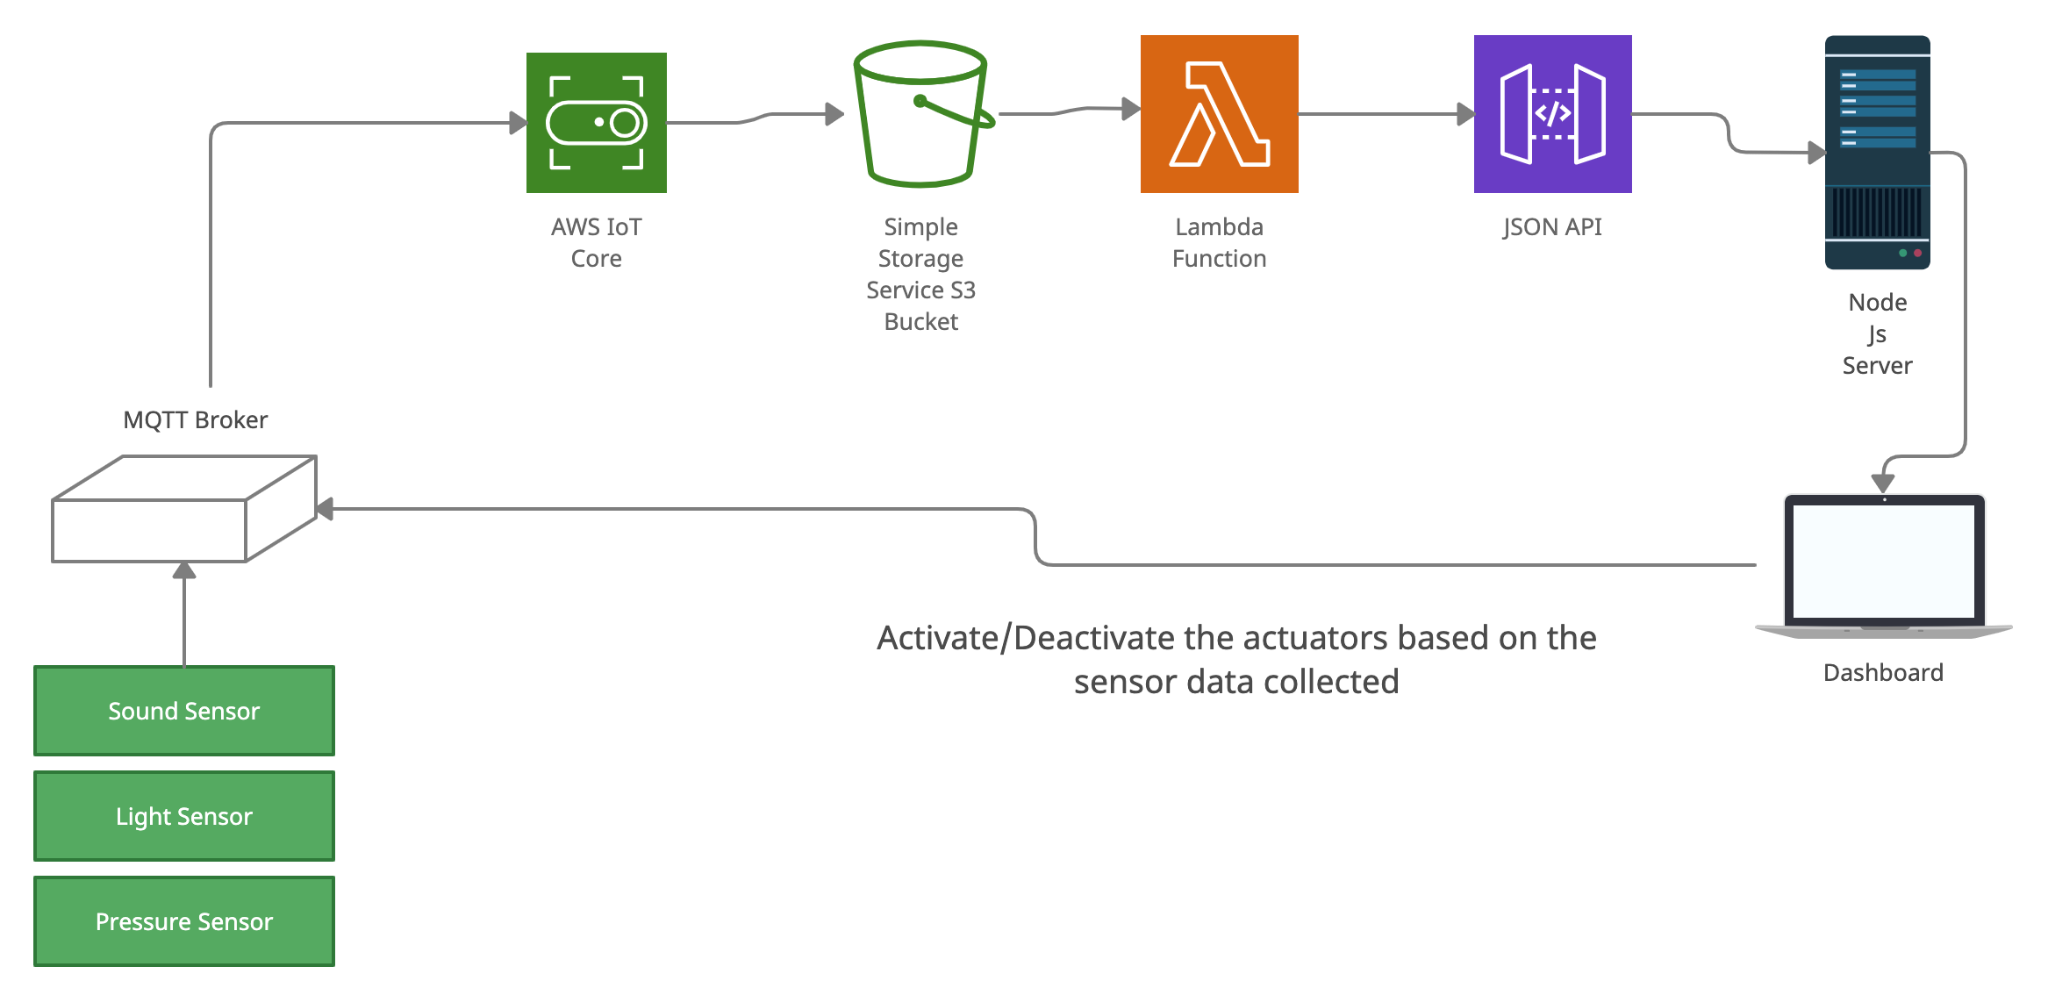 AWS IoT
Core
Simple
Storage
Service S3
Bucket
Lambda
Function
JSON API
Node
Js
Server
MQTT Broker
Activate/Deactivate the actuators based on the
sensor data collected
Dashboard
Sound Sensor
Light Sensor
Pressure Sensor